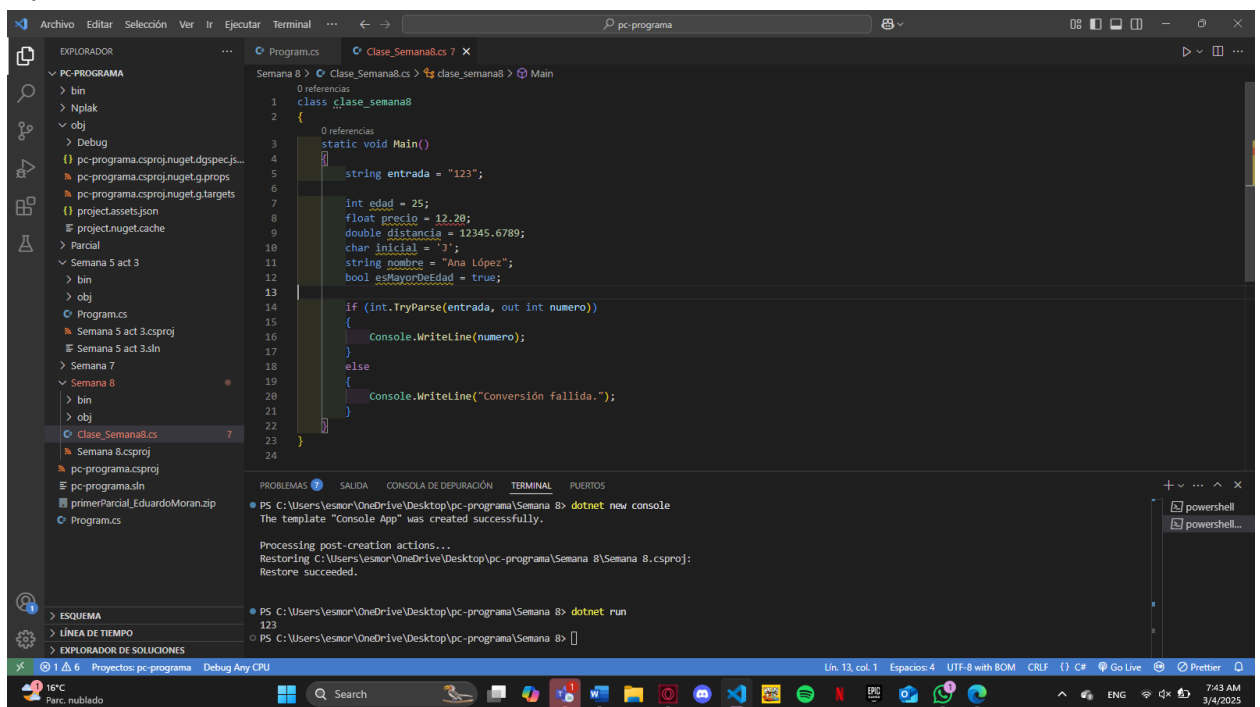 Archivo Editar Selección Ver Ir Ejecutar Terminal ··· ← → pc-programa
EXPLORADOR ···
PC-PROGRAMA
> bin
> Nplak
obj
> Debug
{} pc-programa.csproj.nuget.dgspec.js...
pc-programa.csproj.nuget.g.props
pc-programa.csproj.nuget.g.targets
{} project.assets.json
project.nuget.cache
> Parcial
Semana 5 act 3
> bin
> obj
Program.cs
Semana 5 act 3.csproj
Semana 5 act 3.sln
> Semana 7
Semana 8
> bin
> obj
Clase_Semana8.cs 7
Semana 8.csproj
pc-programa.csproj
pc-programa.sln
primerParcial_EduardoMoran.zip
Program.cs
> ESQUEMA
> LÍNEA DE TIEMPO
> EXPLORADOR DE SOLUCIONES
Program.cs Clase_Semana8.cs 7 ×
Semana 8 > Clase_Semana8.cs > clase_semana8 > Main
0 referencias
1 class clase_semana8
2 {
0 referencias
3 static void Main()
4 {
5 string entrada = "123";
6
7 int edad = 25;
8 float precio = 12.20;
9 double distancia = 12345.6789;
10 char inicial = 'J';
11 string nombre = "Ana López";
12 bool esMayorDeEdad = true;
13
14 if (int.TryParse(entrada, out int numero))
15 {
16 Console.WriteLine(numero);
17 }
18 else
19 {
20 Console.WriteLine("Conversión fallida.");
21 }
22 }
23 }
24
PROBLEMAS 7 SALIDA CONSOLA DE DEPURACIÓN TERMINAL PUERTOS
PS C:\Users\esmor\OneDrive\Desktop\pc-programa\Semana 8> dotnet new console
The template "Console App" was created successfully.
Processing post-creation actions...
Restoring C:\Users\esmor\OneDrive\Desktop\pc-programa\Semana 8\Semana 8.csproj:
Restore succeeded.
PS C:\Users\esmor\OneDrive\Desktop\pc-programa\Semana 8> dotnet run
123
PS C:\Users\esmor\OneDrive\Desktop\pc-programa\Semana 8>
powershell
powershell...
1 6 Proyectos: pc-programa Debug Any CPU Lín. 13, col. 1 Espacios: 4 UTF-8 with BOM CRLF {} C# Go Live Prettier
16°C
Parc. nublado
Search
EPIC GAMES
ENG
7:43 AM
3/4/2025